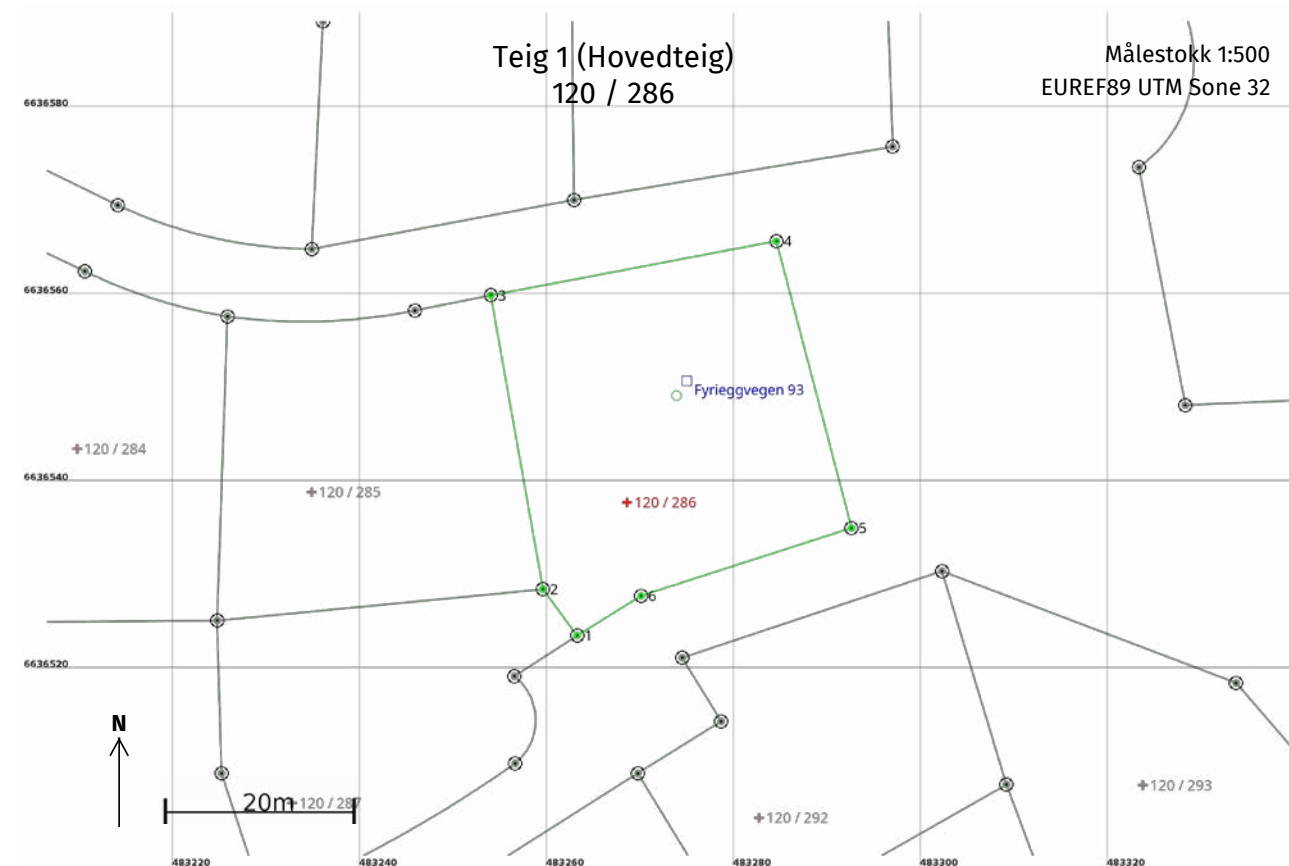 Teig 1 (Hovedteig)
120 / 286
Målestokk 1:500
EUREF89 UTM Sone 32
6636580
4
6636560
3
Fyrieggvegen 93
+120 / 284
6636540
+120 / 285
+120 / 286
5
2
6
1
6636520
N
20m
+120 / 287
+120 / 293
+120 / 292
483220
483240
483260
483280
483300
483320